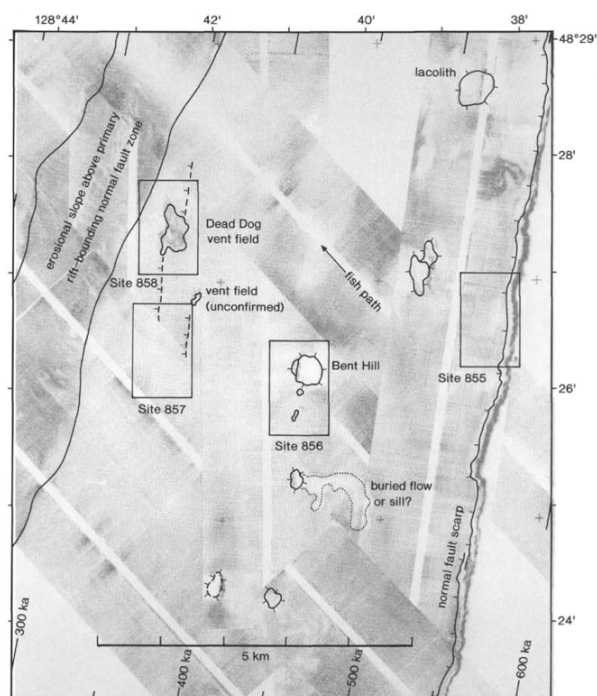 128°44'
42'
40'
38'
48°29'
lacolith
28'
erosional slope above primary
rift-bounding normal fault zone
Dead Dog
vent field
Site 858
fish path
vent field
(unconfirmed)
Bent Hill
Site 855
26'
Site 857
Site 856
buried flow
or sill?
normal fault scarp
24'
300 ka
5 km
400 ka
500 ka
600 ka